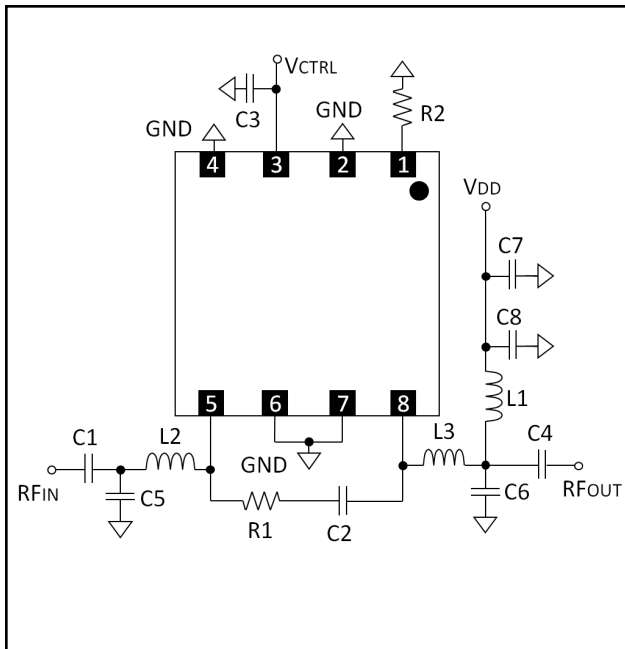 VCTRL
C3
R2
GND
GND
4
3
2
1
VDD
C7
C8
5
6
7
8
L1
C1
L2
L3
C4
GND
RFIN
C5
R1
C2
C6
RFOUT